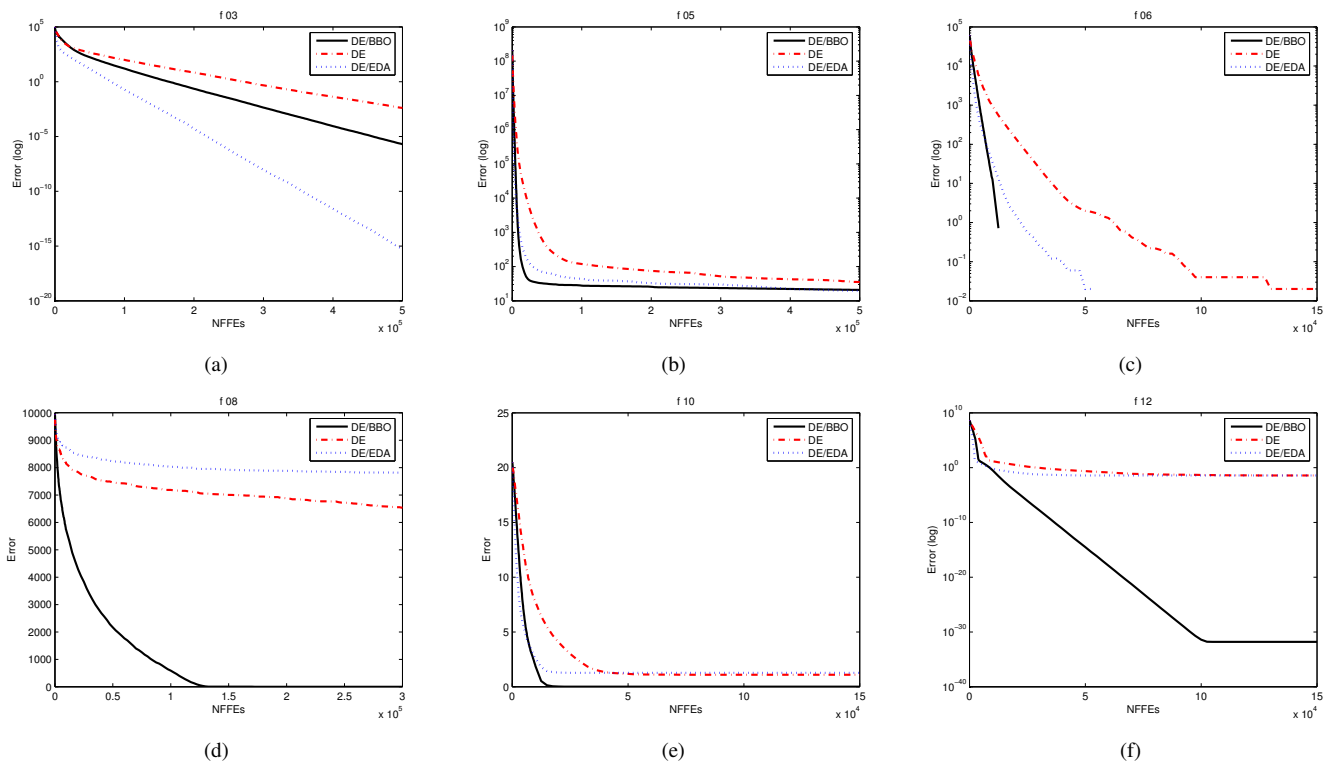 f 03
10^5
10^0
10^-5
10^-10
10^-15
10^-20
Error (log)
0 1 2 3 4 5
x 10^5
NFFEs
DE/BBO
DE
DE/EDA
(a)
f 05
10^9
10^8
10^7
10^6
10^5
10^4
10^3
10^2
10^1
Error (log)
0 1 2 3 4 5
x 10^5
NFFEs
DE/BBO
DE
DE/EDA
(b)
f 06
10^5
10^4
10^3
10^2
10^1
10^0
10^-1
10^-2
Error (log)
0 5 10 15
x 10^4
NFFEs
DE/BBO
DE
DE/EDA
(c)
f 08
10000
9000
8000
7000
6000
5000
4000
3000
2000
1000
0
Error
0 0.5 1 1.5 2 2.5 3
x 10^5
NFFEs
DE/BBO
DE
DE/EDA
(d)
f 10
25
20
15
10
5
0
Error
0 5 10 15
x 10^4
NFFEs
DE/BBO
DE
DE/EDA
(e)
f 12
10^10
10^0
10^-10
10^-20
10^-30
10^-40
Error (log)
0 5 10 15
x 10^4
NFFEs
DE/BBO
DE
DE/EDA
(f)